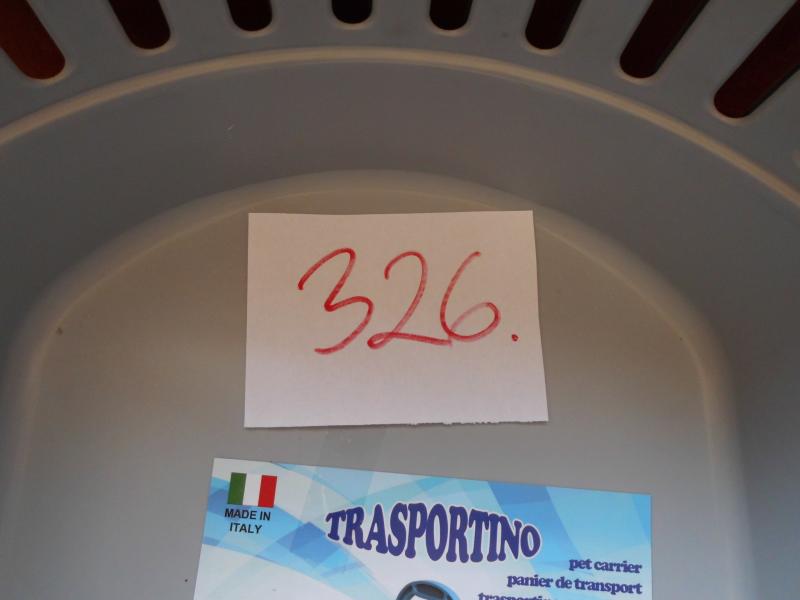 326.
MADE IN
ITALY
TRASPORTINO
pet carrier
panier de transport